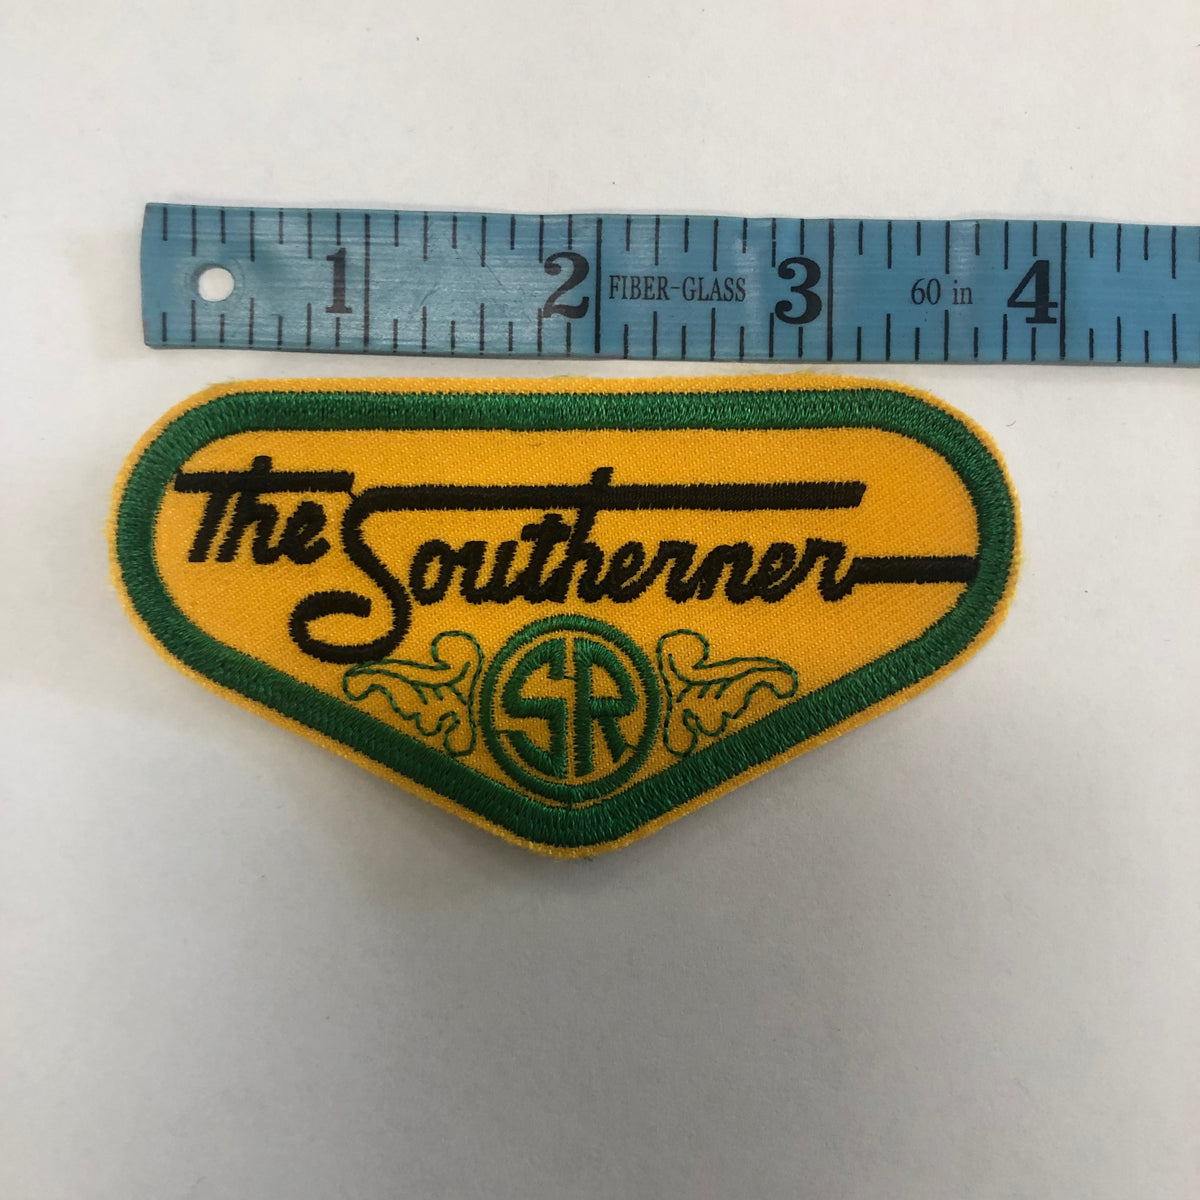 1 2 FIBER-GLASS 3 60 in 4
The Southerner
SR